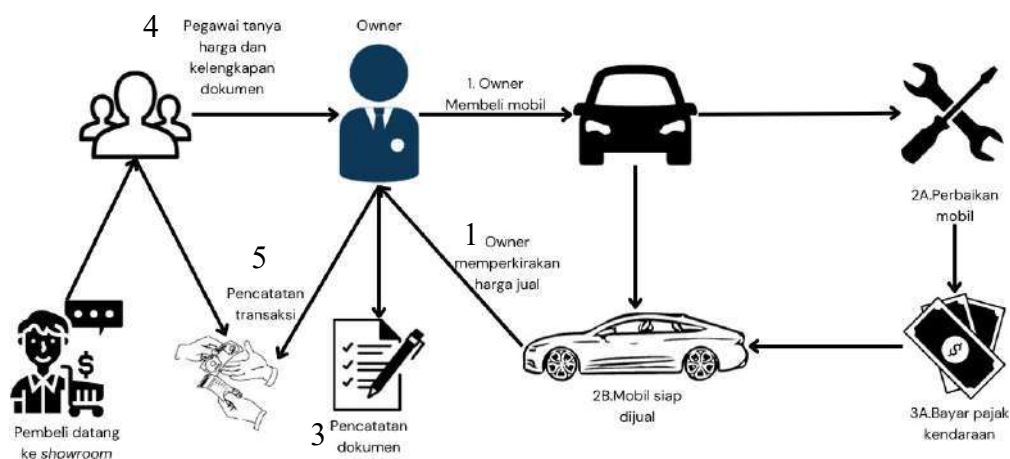 4
Pegawai tanya
harga dan
kelengkapan
dokumen
Owner
1. Owner
Membeli mobil
2A.Perbaikan
mobil
1
Owner
memperkirakan
harga jual
5
Pencatatan
transaksi
Pembeli datang
ke showroom
3
Pencatatan
dokumen
2B.Mobil siap
dijual
3A.Bayar pajak
kendaraan
$
$